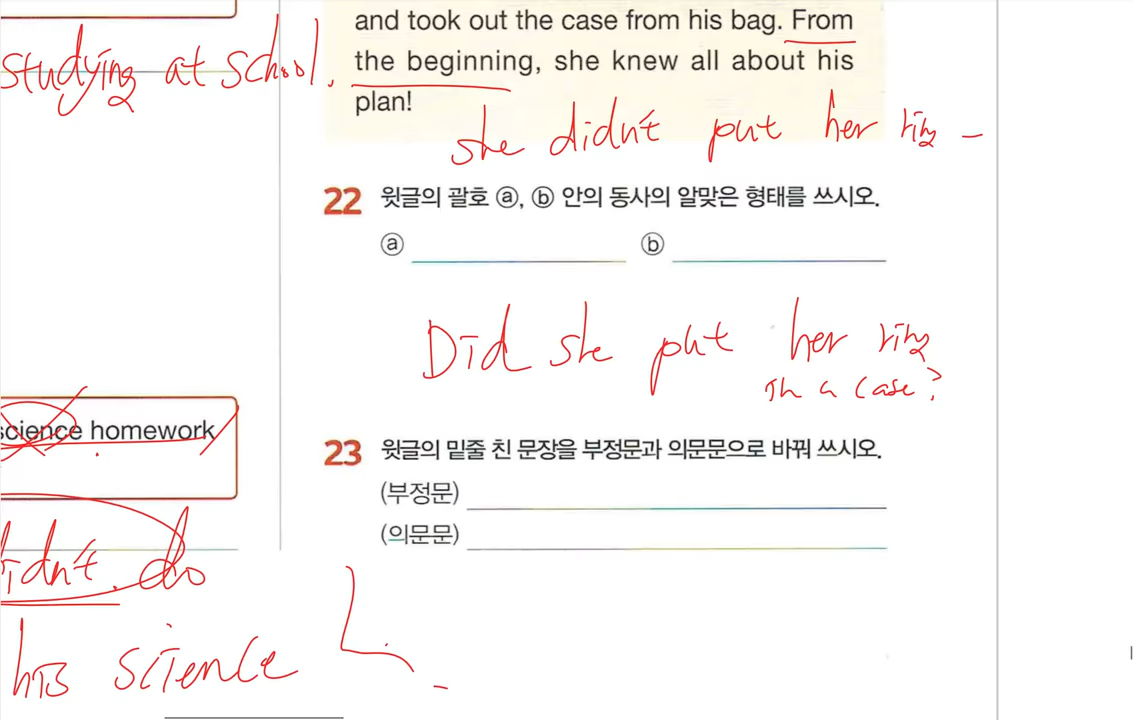 studying at school.
and took out the case from his bag. From
the beginning, she knew all about his
plan!
she didn't put her ring
22 윗글의 괄호 ⓐ, ⓑ 안의 동사의 알맞은 형태를 쓰시오.
ⓐ ⓑ
Did she put her ring
in a case?
science homework
23 윗글의 밑줄 친 문장을 부정문과 의문문으로 바꿔 쓰시오.
(부정문)
(의문문)
didn't do
his science h